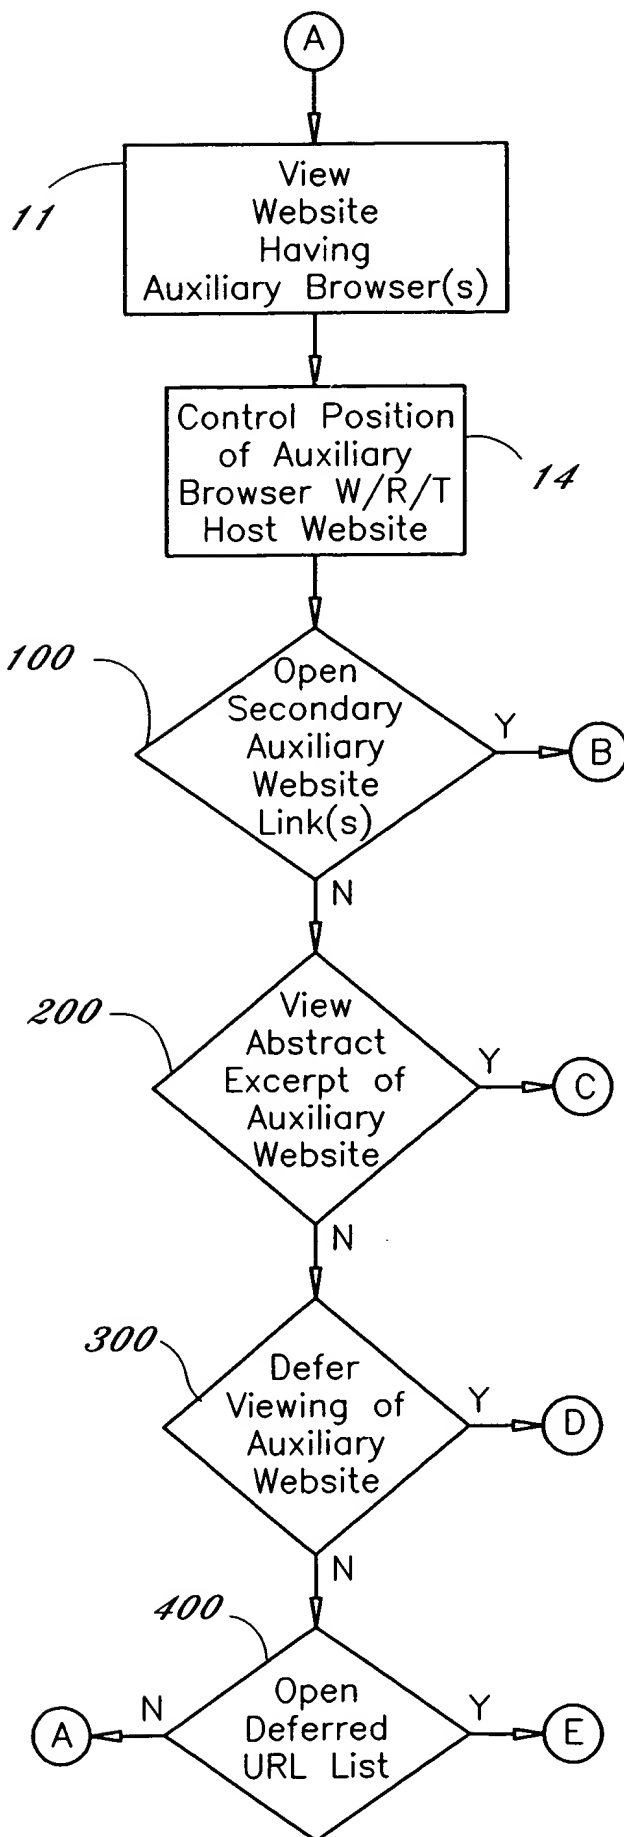 A
11
View
Website
Having
Auxiliary Browser(s)
Control Position
of Auxiliary
Browser W/R/T
Host Website
14
100
Open
Secondary
Auxiliary
Website
Link(s)
Y
B
N
200
View
Abstract
Excerpt of
Auxiliary
Website
Y
C
N
300
Defer
Viewing of
Auxiliary
Website
Y
D
N
400
A
N
Open
Deferred
URL List
Y
E